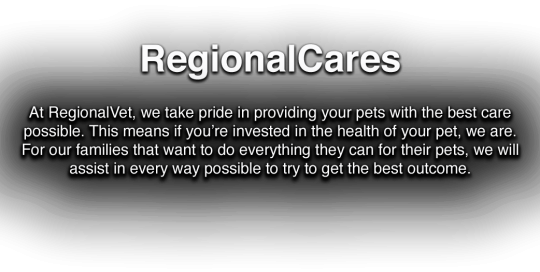 RegionalCares
At RegionalVet, we take pride in providing your pets with the best care
possible. This means if you're invested in the health of your pet, we are.
For our families that want to do everything they can for their pets, we will
assist in every way possible to try to get the best outcome.